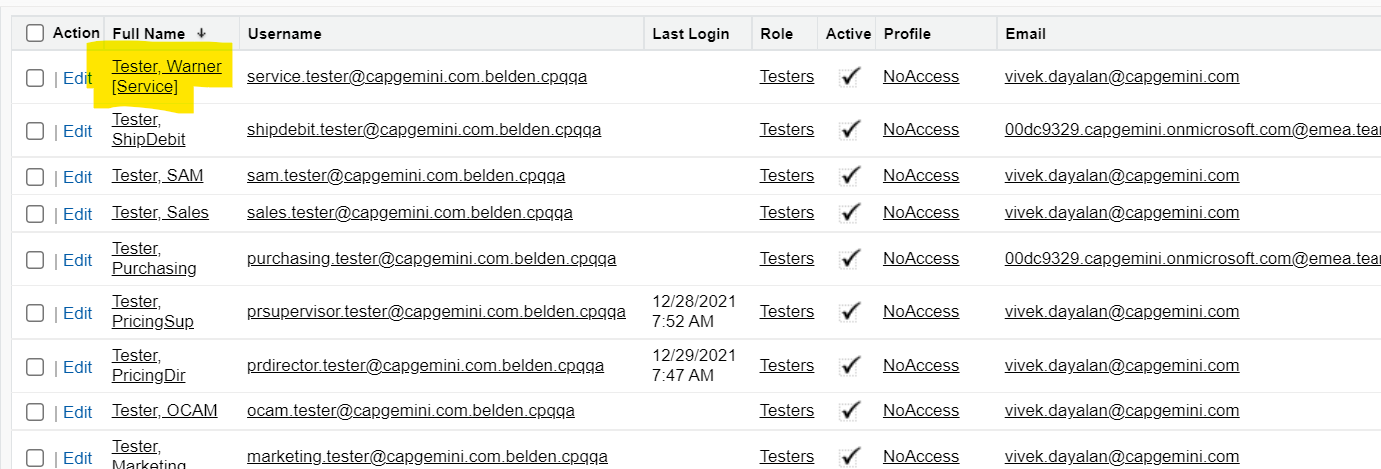 Action Full Name ↓ Username Last Login Role Active Profile Email
| Edit Tester, Warner [Service] service.tester@capgemini.com.belden.cpqqa Testers ✓ NoAccess vivek.dayalan@capgemini.com
| Edit Tester, ShipDebit shipdebit.tester@capgemini.com.belden.cpqqa Testers ✓ NoAccess 00dc9329.capgemini.onmicrosoft.com@emea.tea
| Edit Tester, SAM sam.tester@capgemini.com.belden.cpqqa Testers ✓ NoAccess vivek.dayalan@capgemini.com
| Edit Tester, Sales sales.tester@capgemini.com.belden.cpqqa Testers ✓ NoAccess vivek.dayalan@capgemini.com
| Edit Tester, Purchasing purchasing.tester@capgemini.com.belden.cpqqa Testers ✓ NoAccess 00dc9329.capgemini.onmicrosoft.com@emea.tea
| Edit Tester, PricingSup prsupervisor.tester@capgemini.com.belden.cpqqa 12/28/2021 7:52 AM Testers ✓ NoAccess vivek.dayalan@capgemini.com
| Edit Tester, PricingDir prdirector.tester@capgemini.com.belden.cpqqa 12/29/2021 7:47 AM Testers ✓ NoAccess vivek.dayalan@capgemini.com
| Edit Tester, OCAM ocam.tester@capgemini.com.belden.cpqqa Testers ✓ NoAccess vivek.dayalan@capgemini.com
| Edit Tester, Marketing marketing.tester@capgemini.com.belden.cpqqa Testers ✓ NoAccess vivek.dayalan@capgemini.com